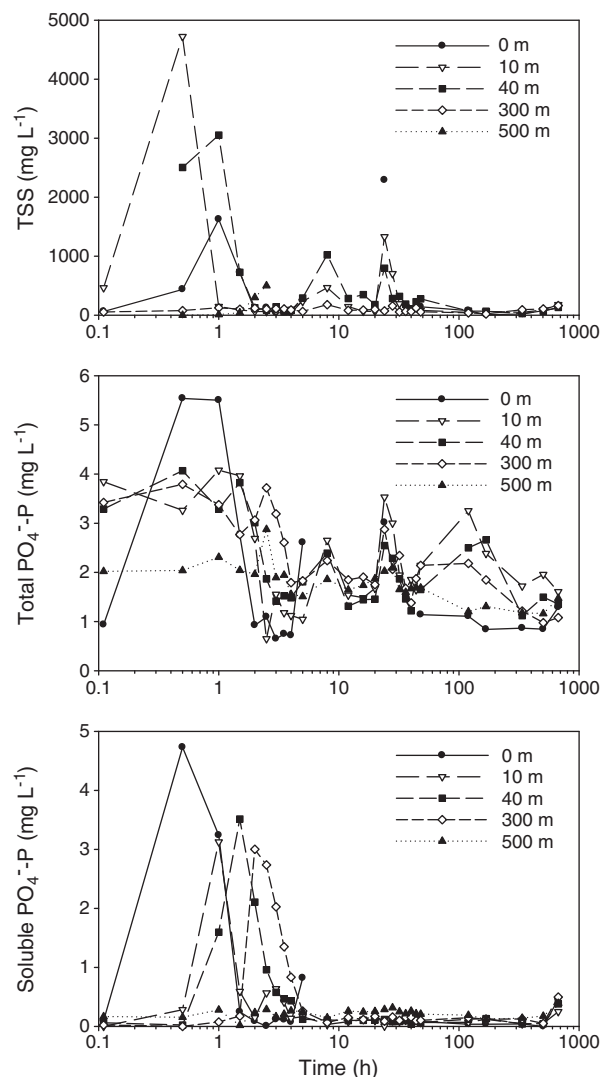 5000
4000
3000
2000
1000
0
TSS (mg L⁻¹)
0 m
10 m
40 m
300 m
500 m
0.1 1 10 100 1000
6
5
4
3
2
1
0
Total PO₄⁻-P (mg L⁻¹)
0 m
10 m
40 m
300 m
500 m
0.1 1 10 100 1000
5
4
3
2
1
0
Soluble PO₄⁻-P (mg L⁻¹)
0 m
10 m
40 m
300 m
500 m
0.1 1 10 100 1000
Time (h)